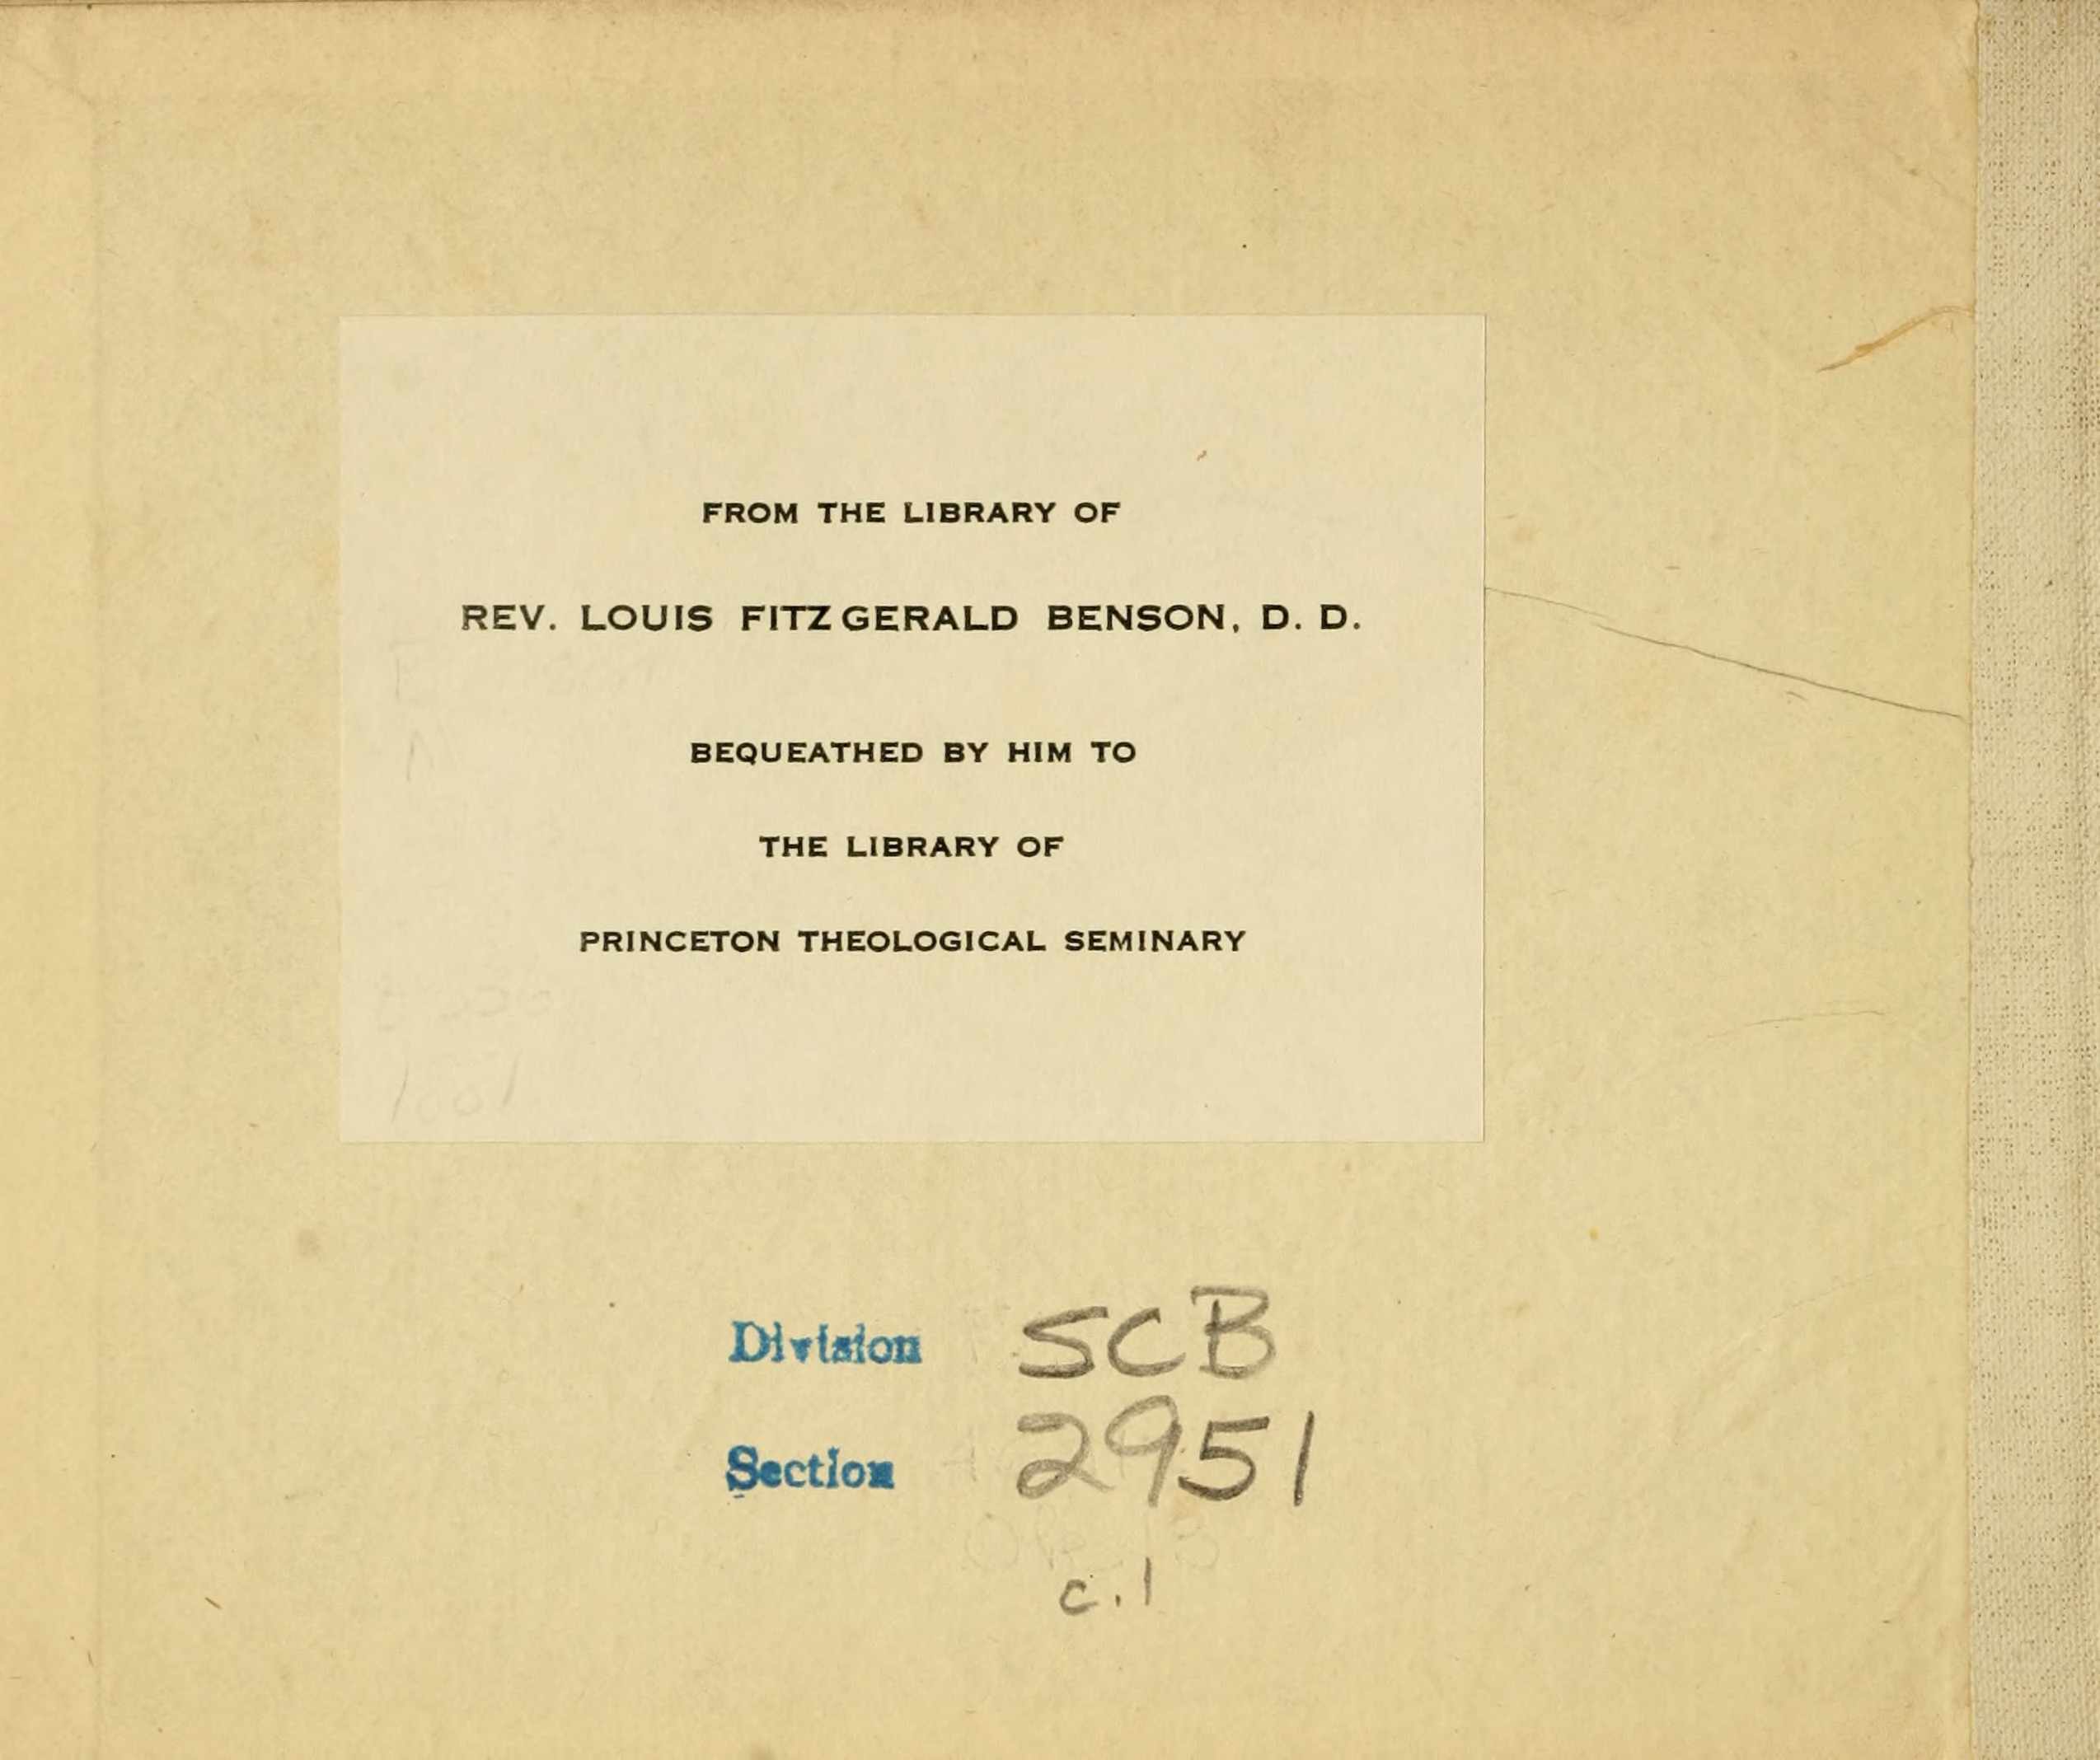 FROM THE LIBRARY OF
REV. LOUIS FITZGERALD BENSON, D. D.
BEQUEATHED BY HIM TO
THE LIBRARY OF
PRINCETON THEOLOGICAL SEMINARY
Division SCB
Section 2951
c.1